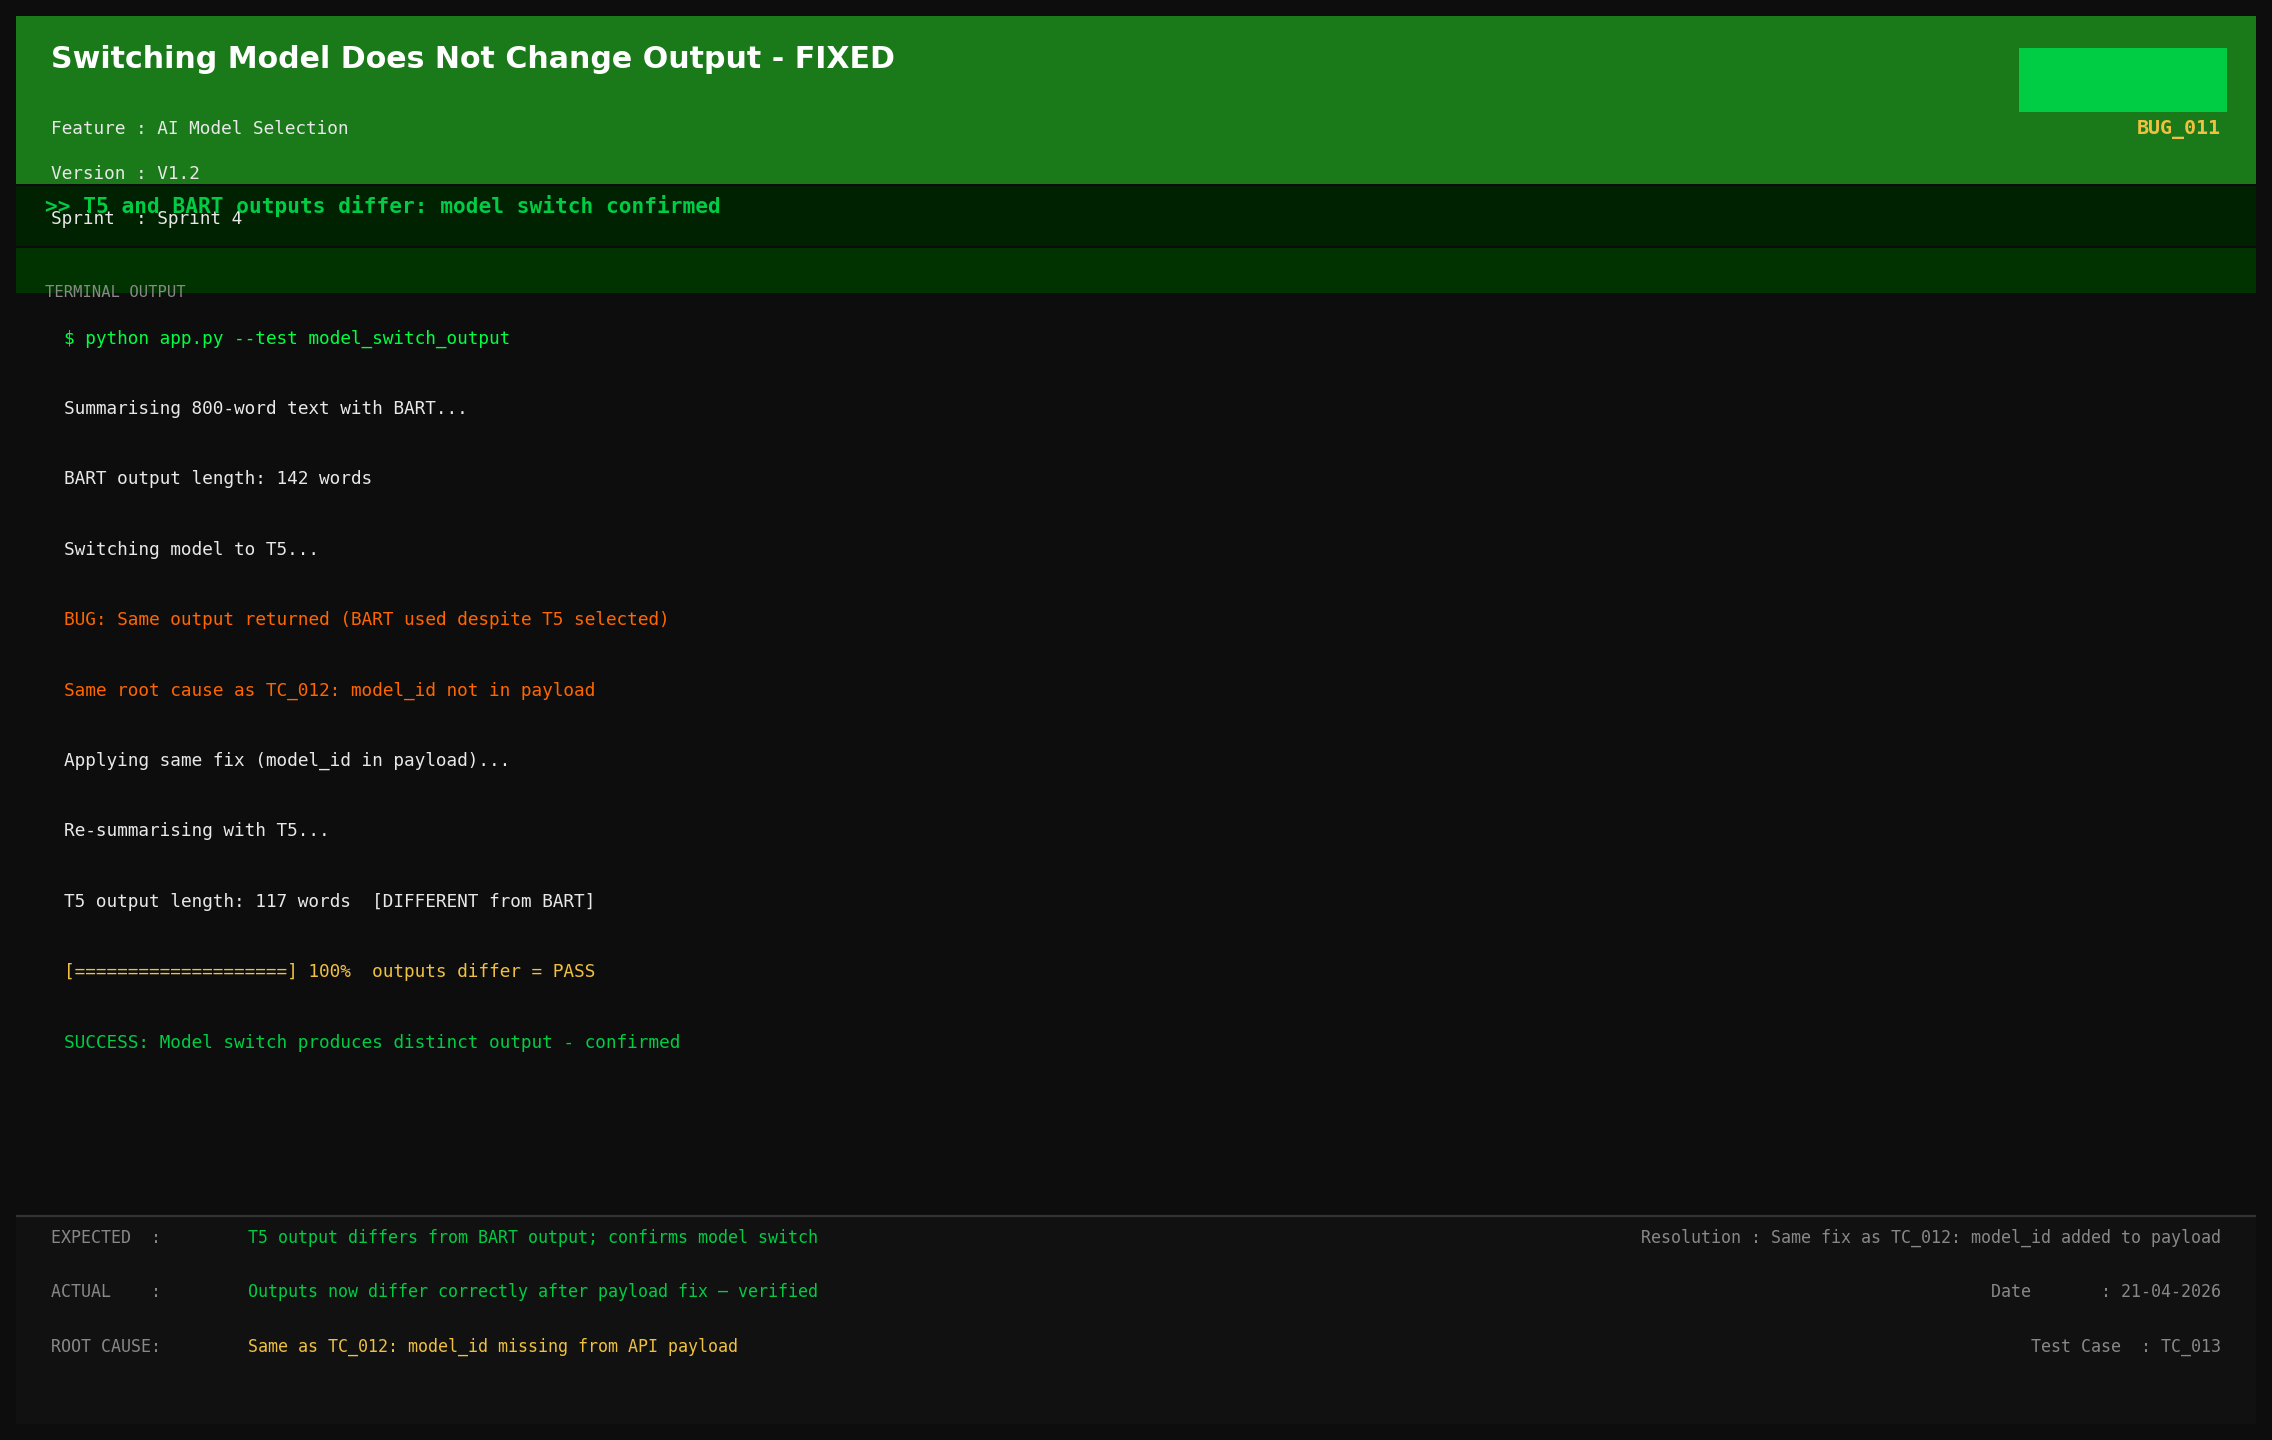 Switching Model Does Not Change Output - FIXED
Feature : AI Model Selection
BUG_011
Version : V1.2
>> T5 and BART outputs differ: model switch confirmed
Sprint  : Sprint 4
TERMINAL OUTPUT
$ python app.py --test model_switch_output
Summarising 800-word text with BART...
BART output length: 142 words
Switching model to T5...
BUG: Same output returned (BART used despite T5 selected)
Same root cause as TC_012: model_id not in payload
Applying same fix (model_id in payload)...
Re-summarising with T5...
T5 output length: 117 words  [DIFFERENT from BART]
[====================] 100%  outputs differ = PASS
SUCCESS: Model switch produces distinct output - confirmed
EXPECTED  : T5 output differs from BART output; confirms model switch
Resolution : Same fix as TC_012: model_id added to payload
ACTUAL    : Outputs now differ correctly after payload fix — verified
Date       : 21-04-2026
ROOT CAUSE: Same as TC_012: model_id missing from API payload
Test Case  : TC_013